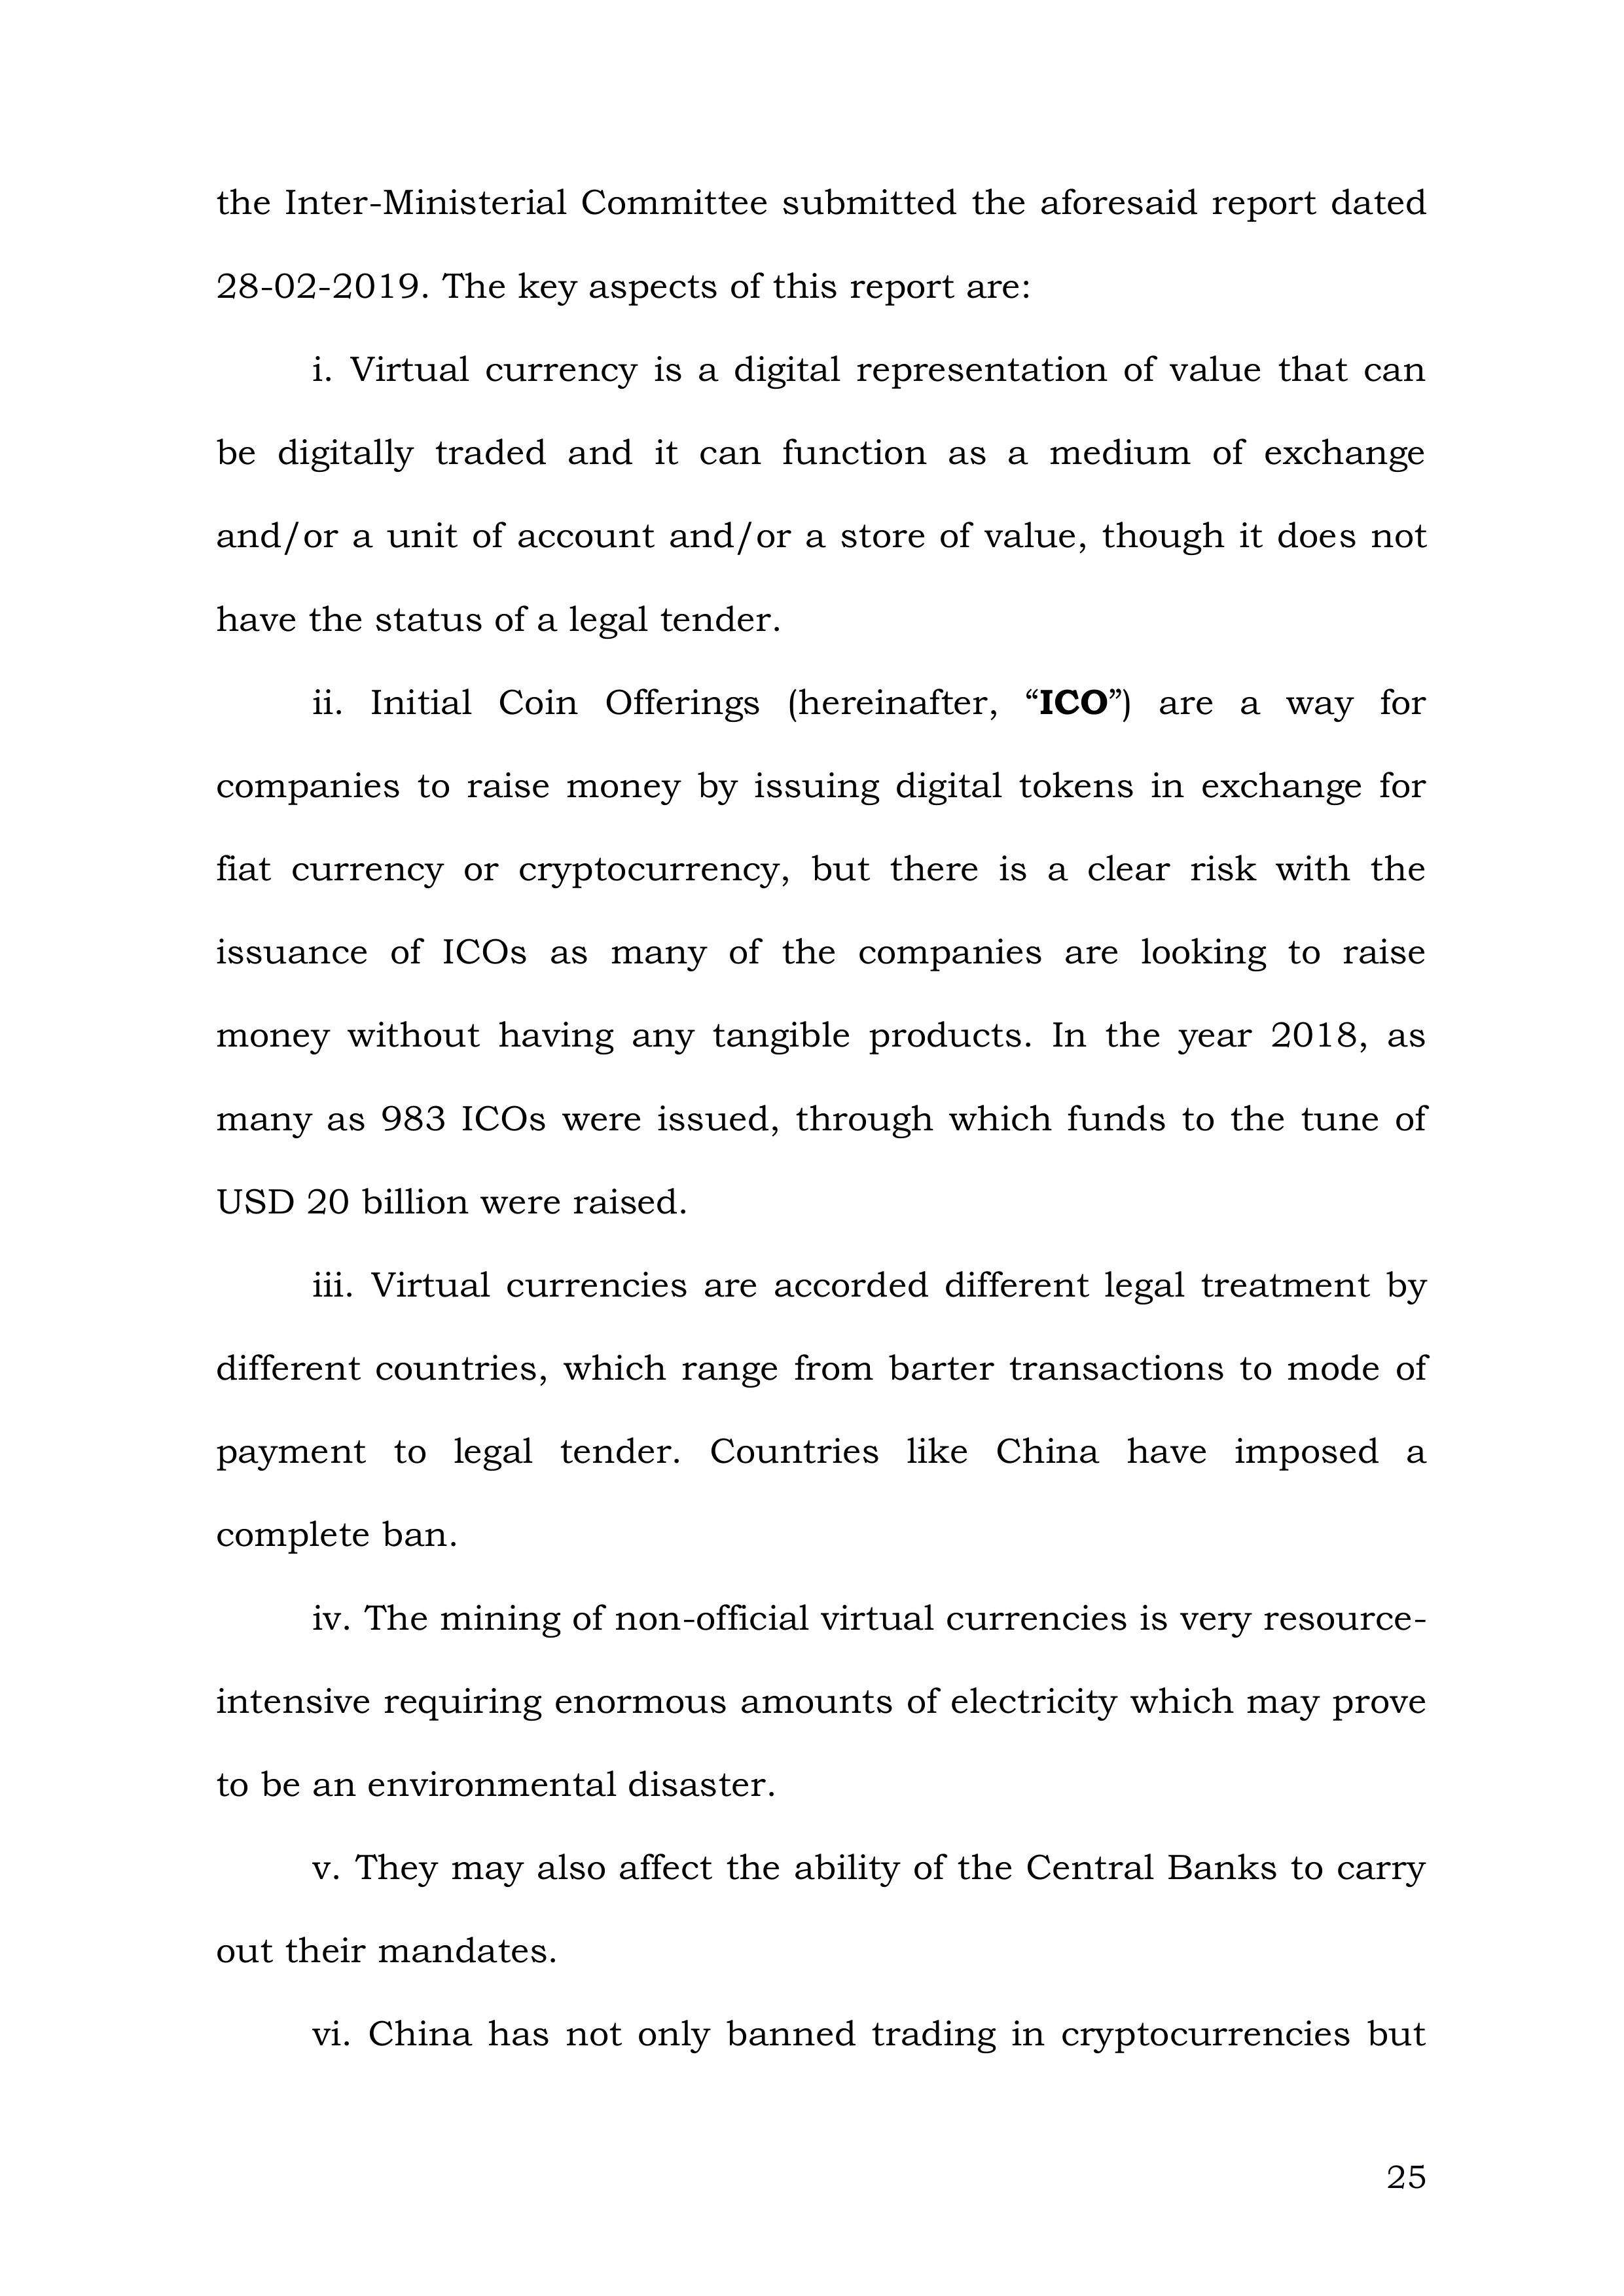 the Inter-Ministerial Committee submitted the aforesaid report dated
28-02-2019. The key aspects of this report are:
i. Virtual currency is a digital representation of value that can
be digitally traded and it can function as a medium of exchange
and/or a unit of account and/or a store of value, though it does not
have the status of a legal tender.
ii. Initial Coin Offerings (hereinafter, “ICO”) are a way for
companies to raise money by issuing digital tokens in exchange for
fiat currency or cryptocurrency, but there is a clear risk with the
issuance of ICOs as many of the companies are looking to raise
money without having any tangible products. In the year 2018, as
many as 983 ICOs were issued, through which funds to the tune of
USD 20 billion were raised.
iii. Virtual currencies are accorded different legal treatment by
different countries, which range from barter transactions to mode of
payment to legal tender. Countries like China have imposed a
complete ban.
iv. The mining of non-official virtual currencies is very resource-
intensive requiring enormous amounts of electricity which may prove
to be an environmental disaster.
v. They may also affect the ability of the Central Banks to carry
out their mandates.
vi. China has not only banned trading in cryptocurrencies but
25